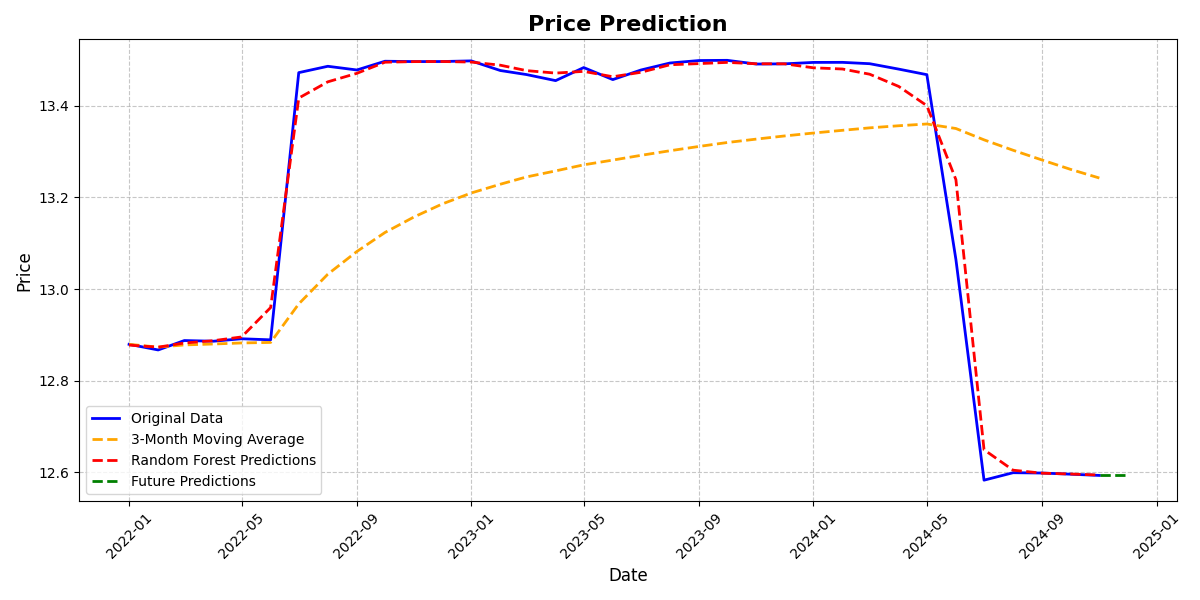 Price Prediction
Price
13.4
13.2
13.0
12.8
12.6
Original Data
3-Month Moving Average
Random Forest Predictions
Future Predictions
2022-01
2022-05
2022-09
2023-01
2023-05
2023-09
2024-01
2024-05
2024-09
2025-01
Date